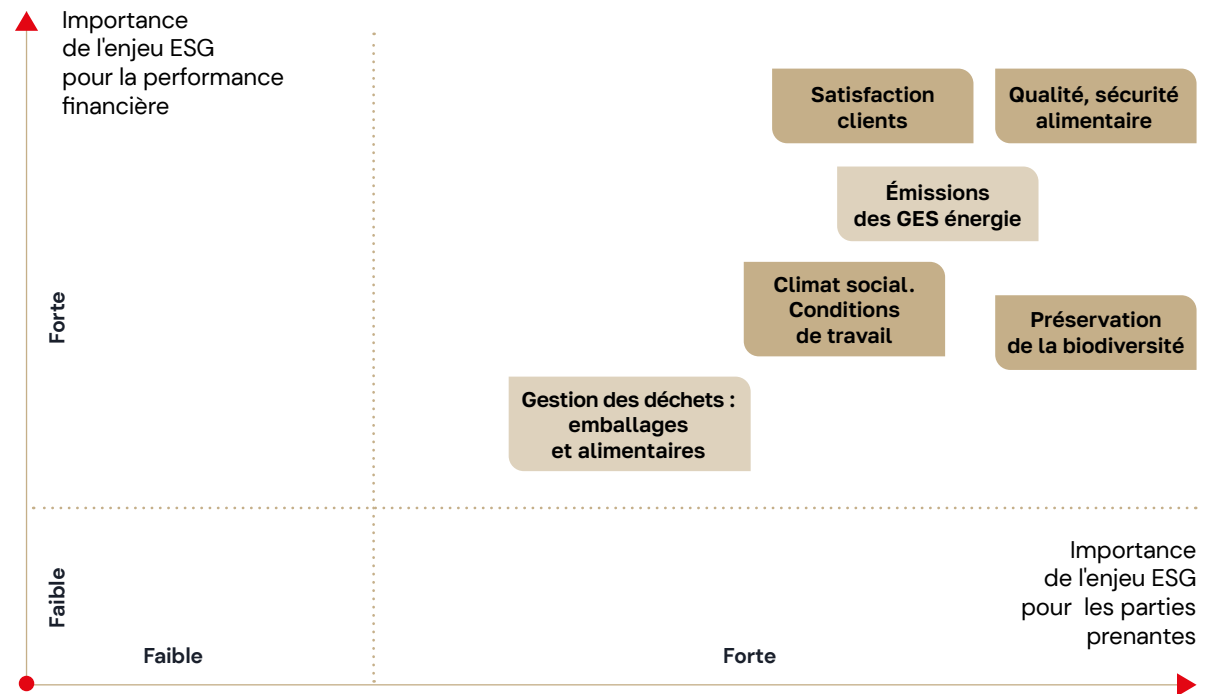 Importance
de l'enjeu ESG
pour la performance
financière
Satisfaction
clients
Qualité, sécurité
alimentaire
Émissions
des GES énergie
Climat social.
Conditions
de travail
Préservation
de la biodiversité
Forte
Gestion des déchets :
emballages
et alimentaires
Faible
Importance
de l'enjeu ESG
pour les parties
prenantes
Faible
Forte